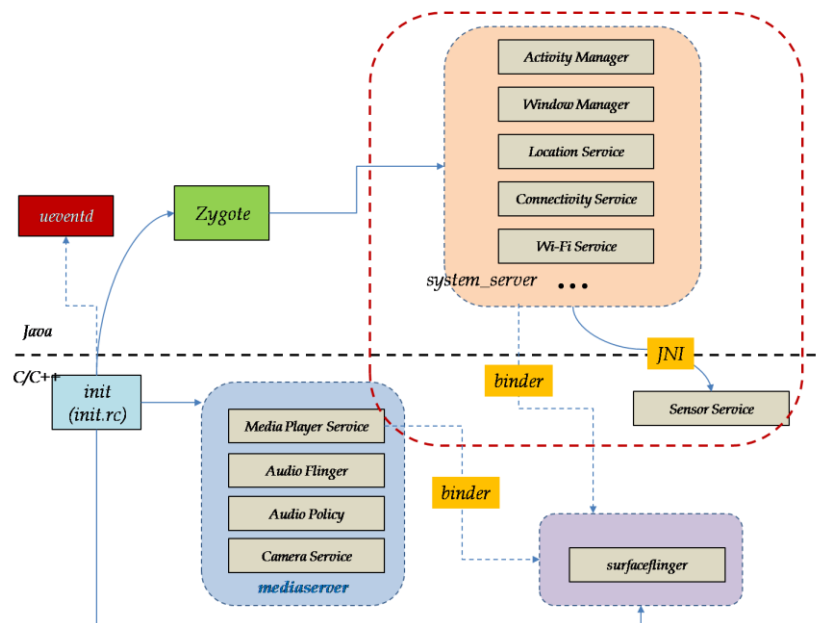 Activity Manager
Window Manager
Location Service
Connectivity Service
Wi-Fi Service
system_server
...
ueventd
Zygote
Java
C/C++
init
(init.rc)
binder
JNI
Sensor Service
Media Player Service
Audio Flinger
Audio Policy
Camera Service
mediaserver
binder
surfaceflinger